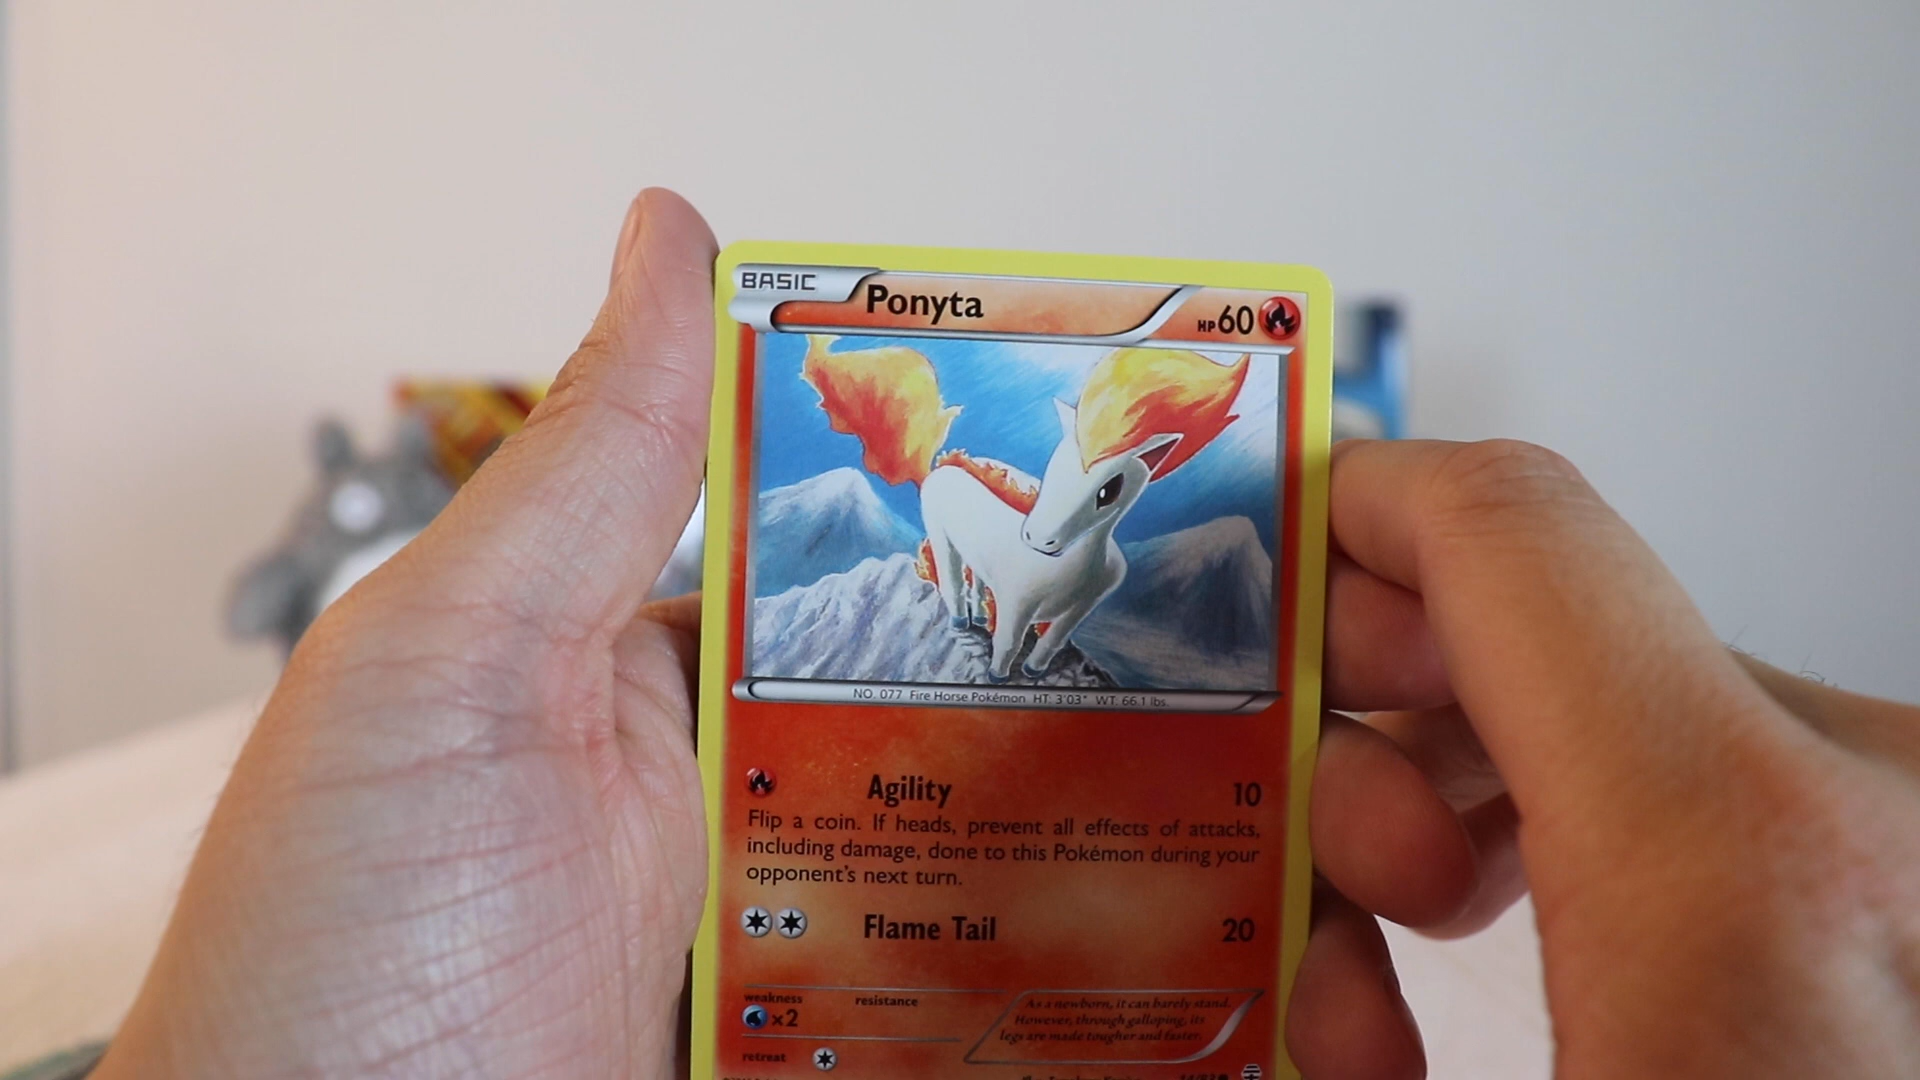 BASIC Ponyta HP60
NO. 077 Fire Horse Pokémon HT: 3'03" WT: 66.1 lbs.
Agility 10
Flip a coin. If heads, prevent all effects of attacks,
including damage, done to this Pokémon during your
opponent's next turn.
Flame Tail 20
weakness resistance
x2
As a newborn, it can barely stand.
However, through galloping, its
legs are made tougher and faster.
retreat